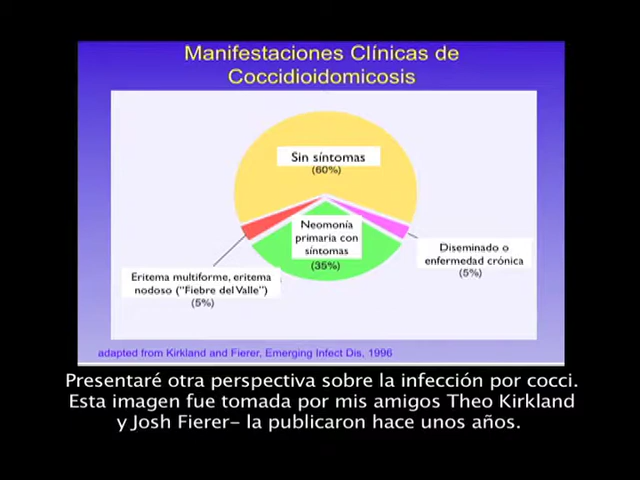 Manifestaciones Clínicas de
Coccidioidomicosis
Sin síntomas
(60%)
Neomonía
primaria con
síntomas
(35%)
Diseminado o
enfermedad crónica
(5%)
Eritema multiforme, eritema
nodoso ("Fiebre del Valle")
(5%)
adapted from Kirkland and Fierer, Emerging Infect Dis, 1996
Presentaré otra perspectiva sobre la infección por cocci.
Esta imagen fue tomada por mis amigos Theo Kirkland
y Josh Fierer– la publicaron hace unos años.